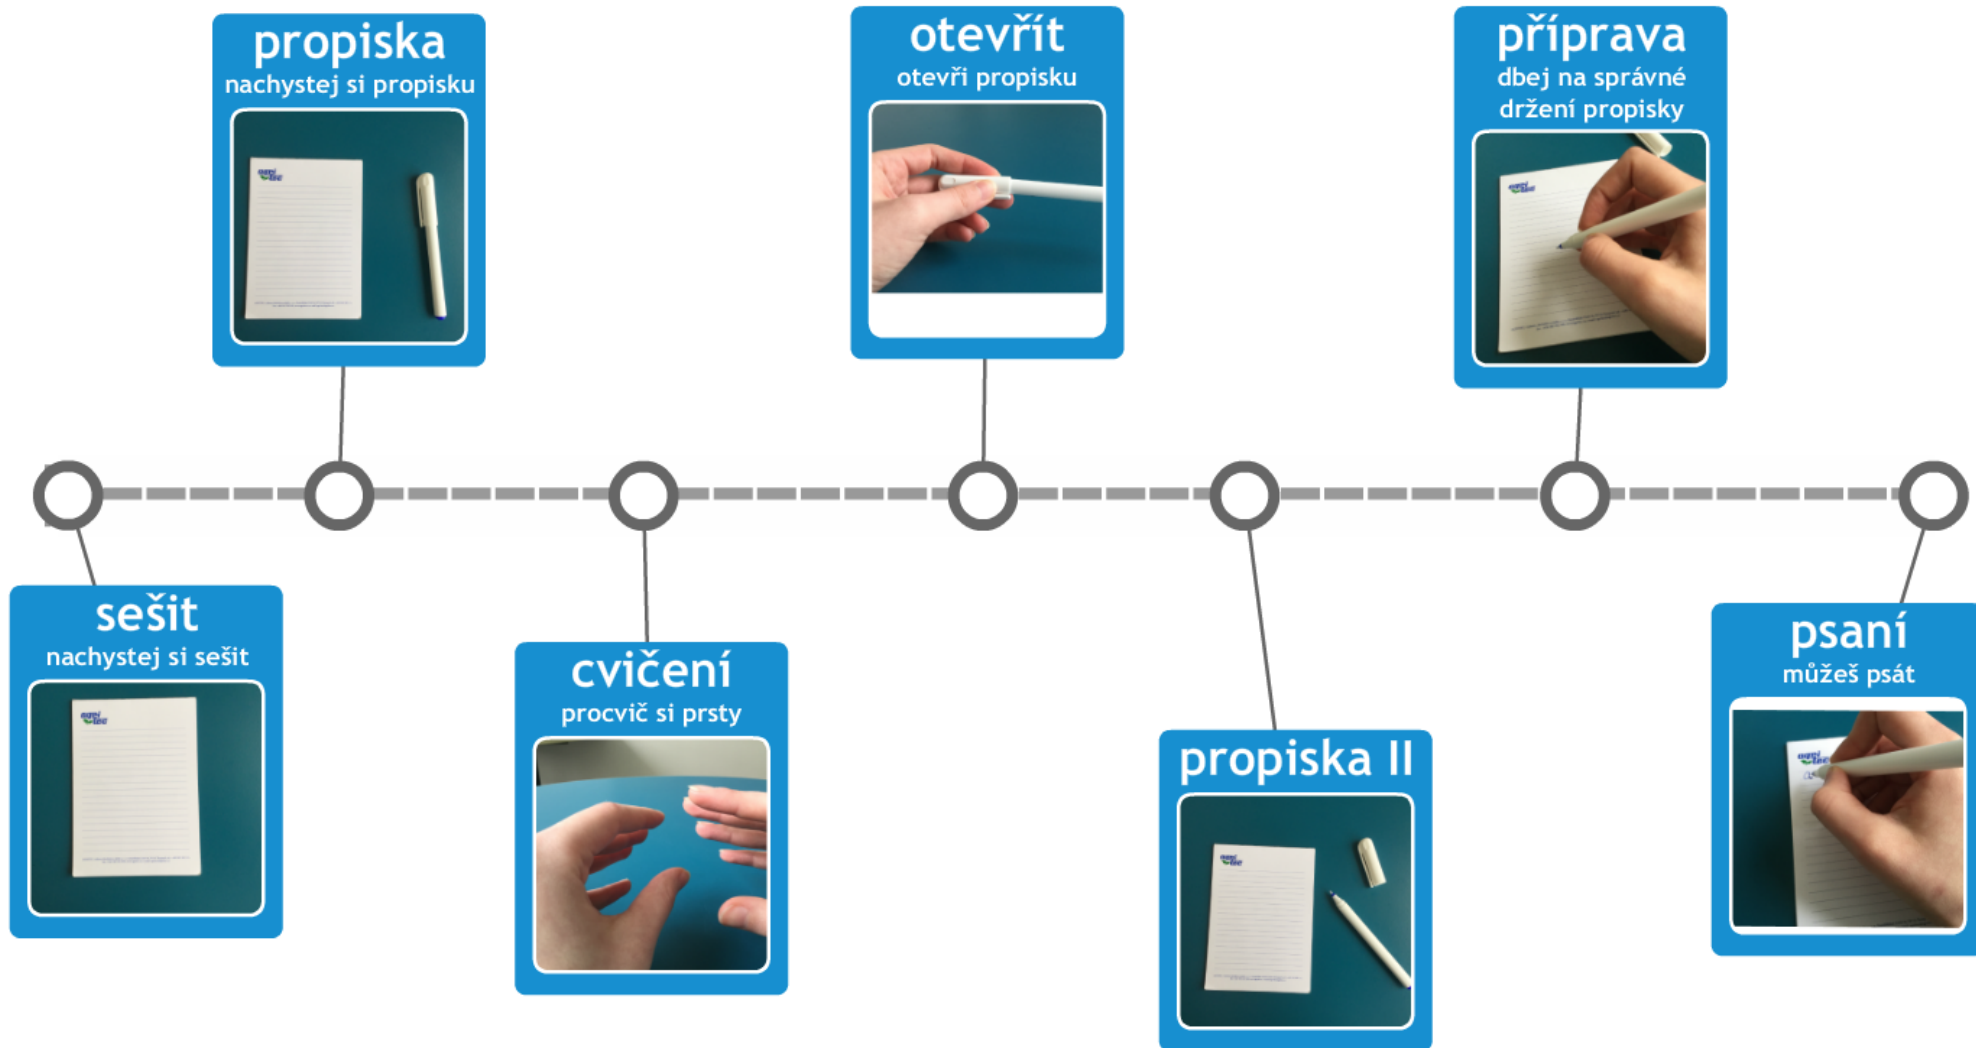 propiska
nachystej si propisku
otevřít
otevři propisku
příprava
dbej na správné
držení propisky
sešit
nachystej si sešit
cvičení
procvič si prsty
propiska II
psaní
můžeš psát